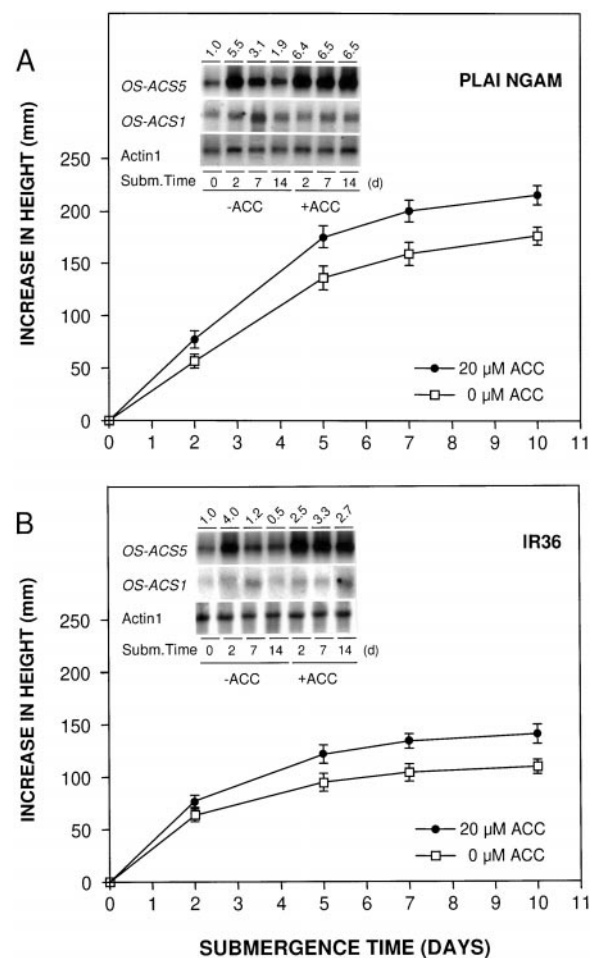 A
1.0 5.5 3.1 1.9 6.4 6.5 6.5
PLAI NGAM
OS-ACS5
OS-ACS1
Actin1
Subm.Time 0 2 7 14 2 7 14 (d)
-ACC +ACC
INCREASE IN HEIGHT (mm)
250
200
150
100
50
0
20 µM ACC
0 µM ACC
0 1 2 3 4 5 6 7 8 9 10 11
B
1.0 4.0 1.2 0.5 2.5 3.3 2.7
IR36
OS-ACS5
OS-ACS1
Actin1
Subm.Time 0 2 7 14 2 7 14 (d)
-ACC +ACC
INCREASE IN HEIGHT (mm)
250
200
150
100
50
0
20 µM ACC
0 µM ACC
0 1 2 3 4 5 6 7 8 9 10 11
SUBMERGENCE TIME (DAYS)